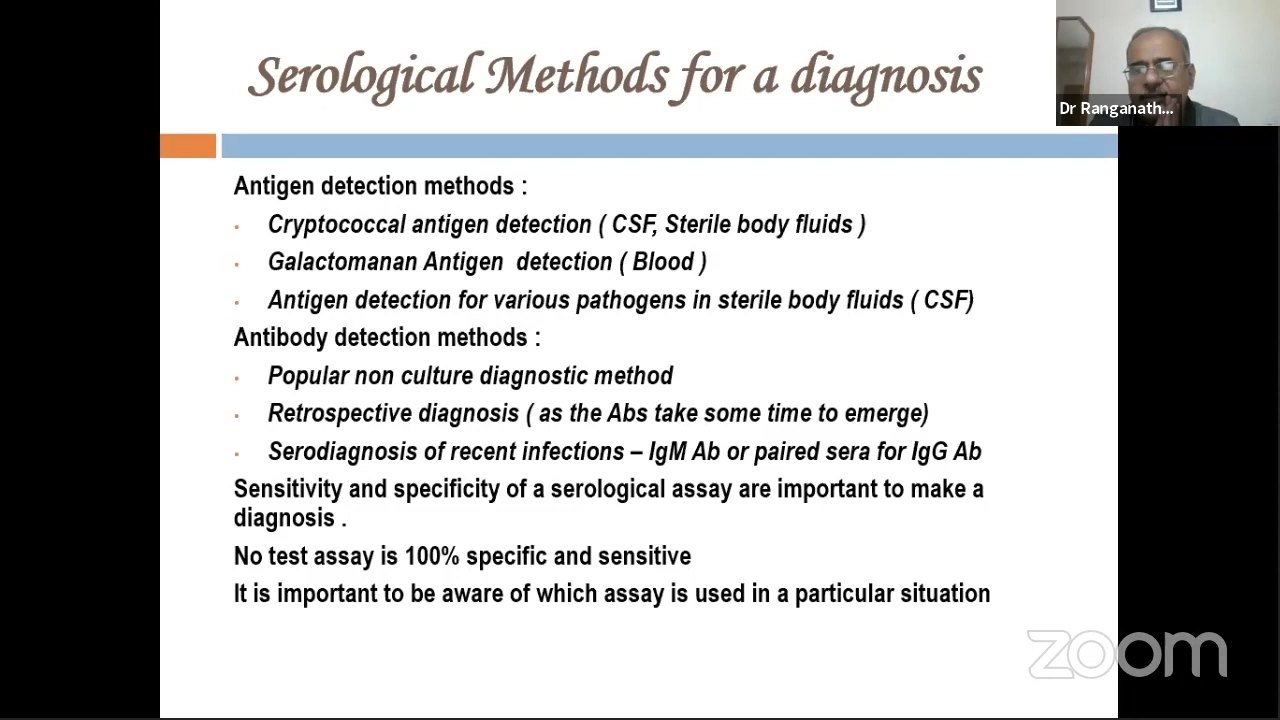 Serological Methods for a diagnosis
Dr Ranganath...
Antigen detection methods :
• Cryptococcal antigen detection ( CSF, Sterile body fluids )
• Galactomanan Antigen detection ( Blood )
• Antigen detection for various pathogens in sterile body fluids ( CSF)
Antibody detection methods :
• Popular non culture diagnostic method
• Retrospective diagnosis ( as the Abs take some time to emerge)
• Serodiagnosis of recent infections – IgM Ab or paired sera for IgG Ab
Sensitivity and specificity of a serological assay are important to make a
diagnosis .
No test assay is 100% specific and sensitive
It is important to be aware of which assay is used in a particular situation
zoom